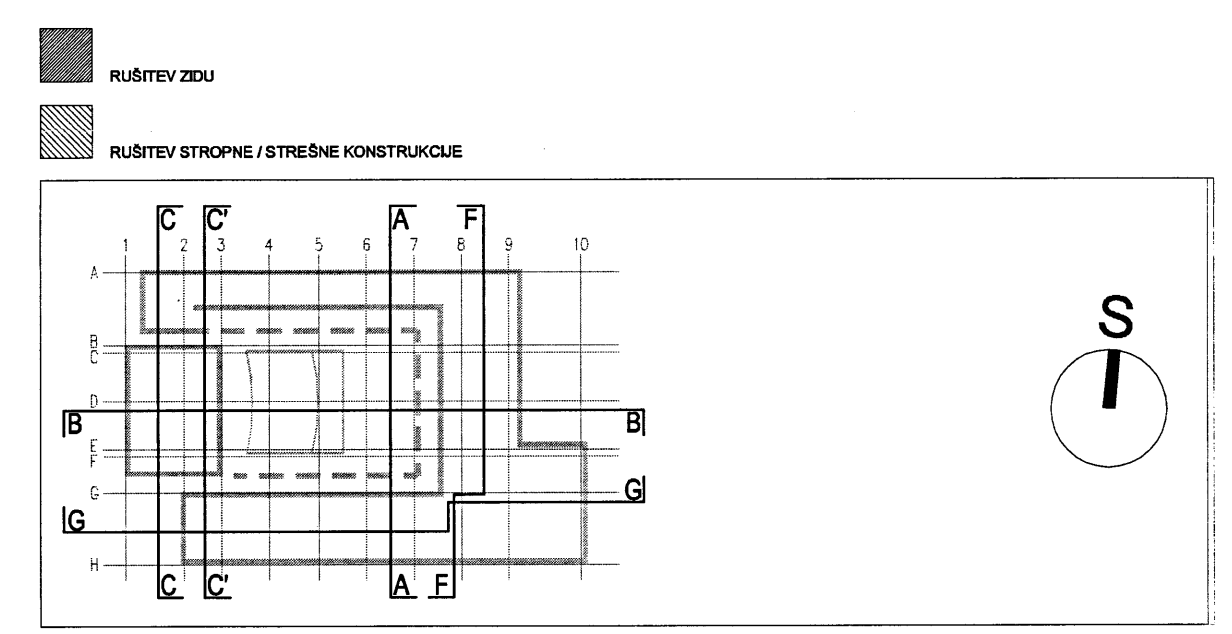 RUŠITEV ZIDU
RUŠITEV STROPNE / STREŠNE KONSTRUKCIJE
C C' A F
1 2 3 4 5 6 7 8 9 10
A
B
C
D
B B
E
F
G G
G
H
C C' A F
S